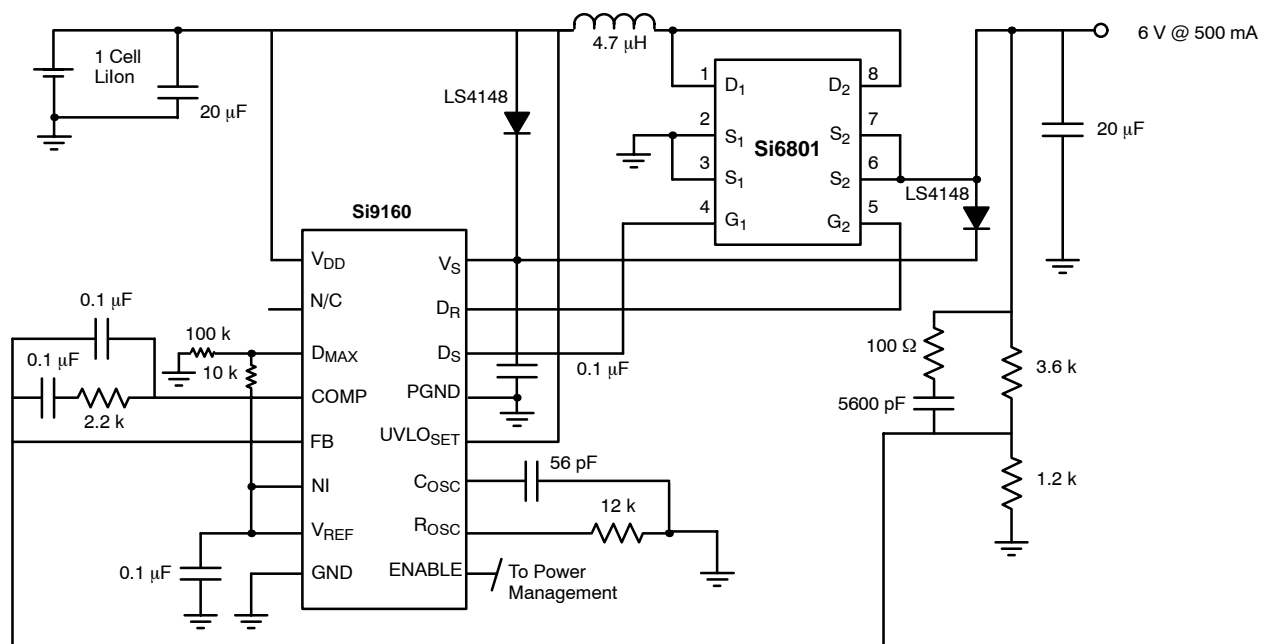 1 Cell
LiIon
20 μF
4.7 μH
6 V @ 500 mA
LS4148
1
D1
D2
8
2
S1
S2
7
Si6801
3
S1
S2
6
4
G1
G2
5
LS4148
20 μF
Si9160
VDD
VS
N/C
DR
DMAX
DS
COMP
PGND
FB
UVLOSET
NI
COSC
VREF
ROSC
GND
ENABLE
0.1 μF
0.1 μF
2.2 k
100 k
10 k
0.1 μF
0.1 μF
56 pF
12 k
To Power
Management
100 Ω
5600 pF
3.6 k
1.2 k